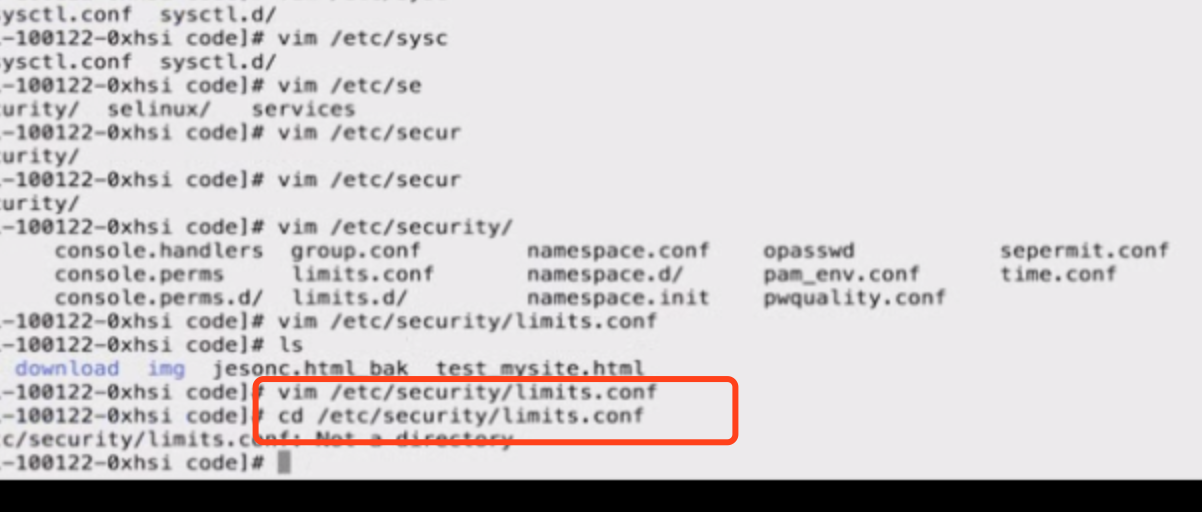 ysctl.conf  sysctl.d/
-100122-0xhsi code]# vim /etc/sysc
ysctl.conf  sysctl.d/
-100122-0xhsi code]# vim /etc/se
urity/  selinux/   services
-100122-0xhsi code]# vim /etc/secur
urity/
-100122-0xhsi code]# vim /etc/secur
urity/
-100122-0xhsi code]# vim /etc/security/
console.handlers  group.conf        namespace.conf    opasswd           sepermit.conf
console.perms     limits.conf       namespace.d/      pam_env.conf      time.conf
console.perms.d/  limits.d/         namespace.init    pwquality.conf
-100122-0xhsi code]# vim /etc/security/limits.conf
-100122-0xhsi code]# ls
download  img  jesonc.html_bak  test_mysite.html
-100122-0xhsi code]# vim /etc/security/limits.conf
-100122-0xhsi code]# cd /etc/security/limits.conf
c/security/limits.conf: Not a directory
-100122-0xhsi code]#